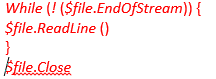 While (! ($file.EndOfStream)) {
$file.ReadLine ()
}
$file.Close